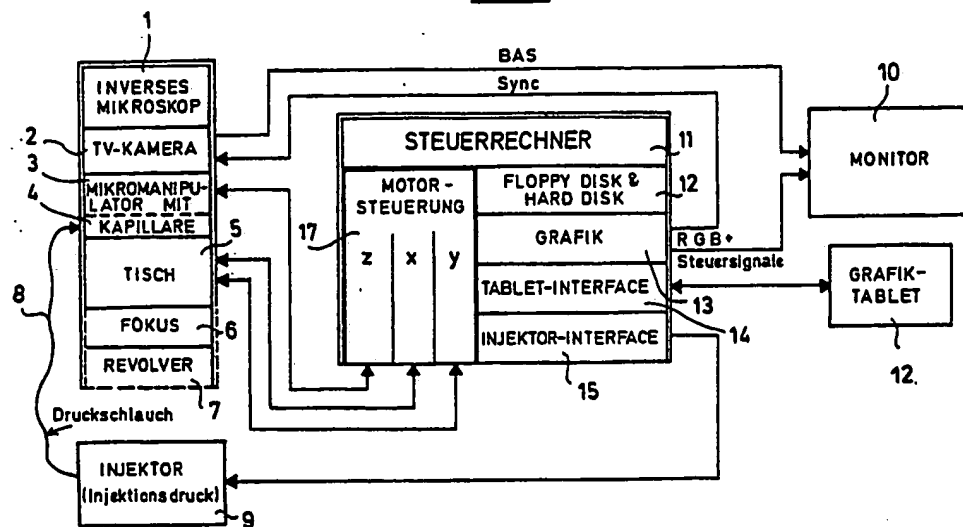 1
INVERSES
MIKROSKOP
2
TV-KAMERA
3
MIKROMANIPU-
LATOR MIT
4
KAPILLARE
5
TISCH
FOKUS
6
REVOLVER
7
8
Druckschlauch
INJEKTOR
(Injektionsdruck)
9
BAS
Sync
STEUERRECHNER
11
MOTOR-
STEUERUNG
17
z
x
y
FLOPPY DISK &
HARD DISK
12
GRAFIK
13
TABLET-INTERFACE
14
INJEKTOR-INTERFACE
15
RGB+
Steuersignale
10
MONITOR
GRAFIK-
TABLET
12.